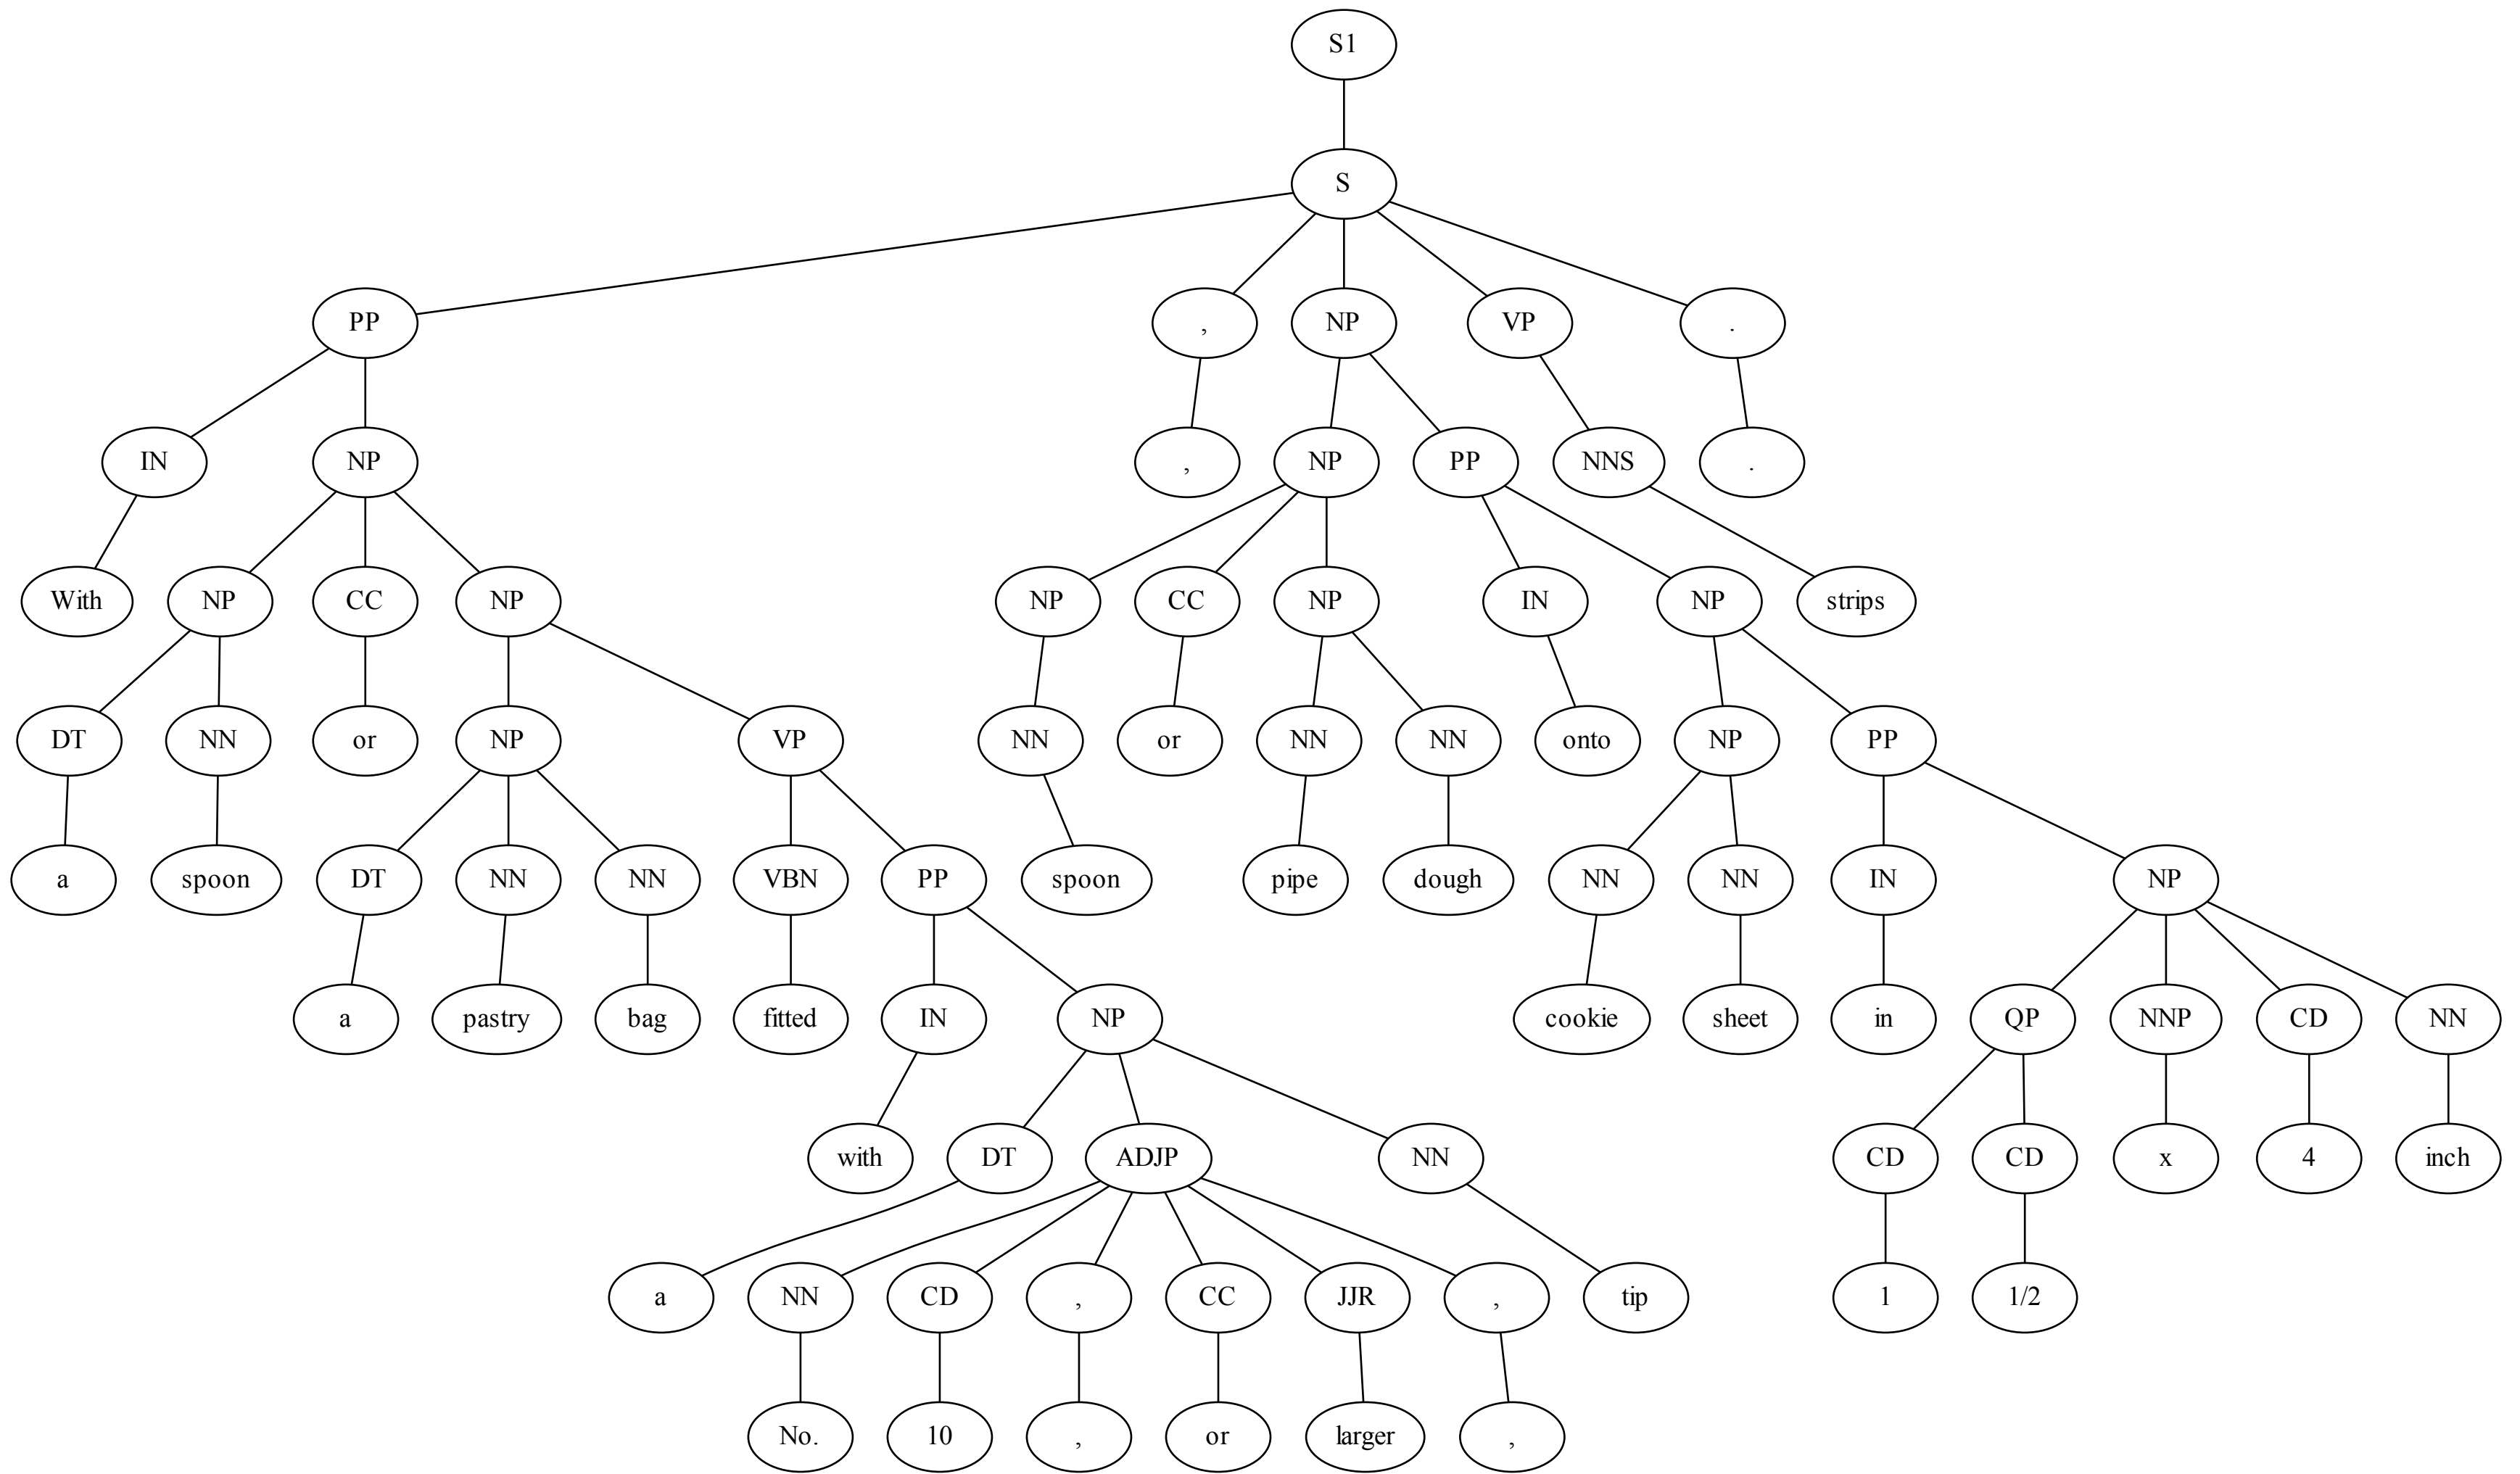 S1
S
PP , NP VP .
IN NP , NP PP NNS .
With NP CC NP NP CC NP IN NP strips
DT NN or NP VP NN or NN NN onto NP PP
a spoon DT NN NN VBN PP spoon pipe dough NN NN IN NP
a pastry bag fitted IN NP cookie sheet in QP NNP CD NN
with DT ADJP NN CD CD x 4 inch
a NN CD , CC JJR , tip 1 1/2
No. 10 , or larger ,